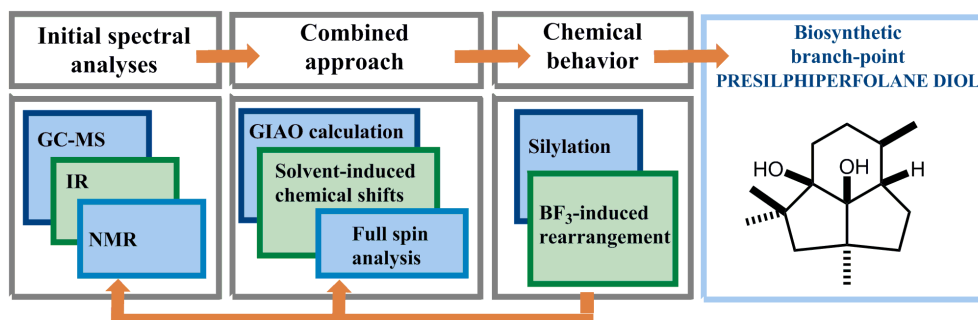 Initial spectral
analyses
Combined
approach
Chemical
behavior
Biosynthetic
branch-point
PRESILPHIPERFOLANE DIOL
GC-MS
IR
NMR
GIAO calculation
Solvent-induced
chemical shifts
Full spin
analysis
Silylation
BF₃-induced
rearrangement
HO
OH
H